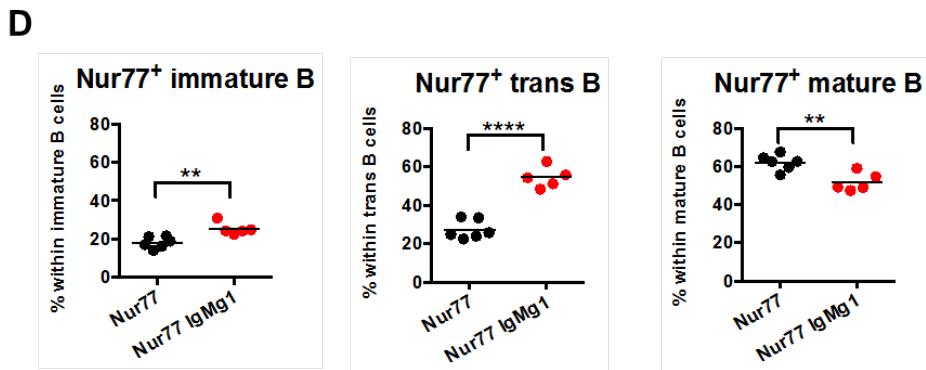 D
Nur77+ immature B
% within immature B cells
80
60
40
20
0
**
Nur77
Nur77 IgMg1
Nur77+ trans B
% within trans B cells
80
60
40
20
0
****
Nur77
Nur77 IgMg1
Nur77+ mature B
% within mature B cells
80
60
40
20
0
**
Nur77
Nur77 IgMg1